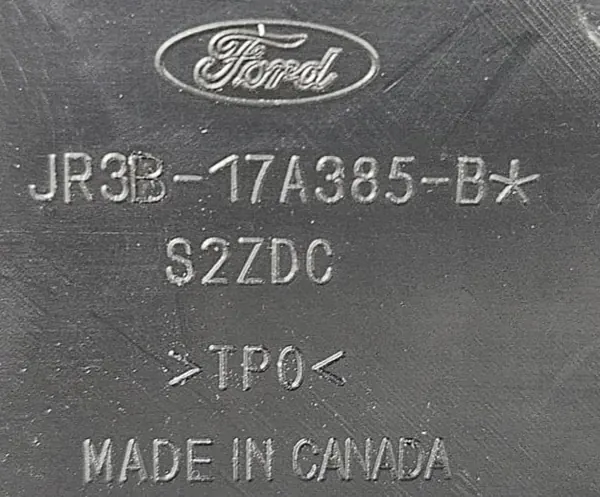 Ford
JR3B-17A385-B*
S2ZDC
>TPO<
MADE IN CANADA